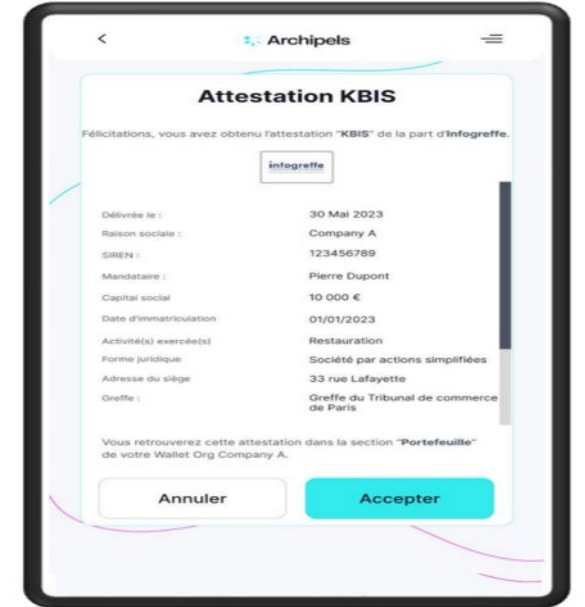 Archipels
Attestation KBIS
Félicitations, vous avez obtenu l'attestation "KBIS" de la part d'Infogreffe.
infogreffe
Délivrée le : 30 Mai 2023
Raison sociale : Company A
SIREN : 123456789
Mandataire : Pierre Dupont
Capital social 10 000 €
Date d'immatriculation 01/01/2023
Activité(s) exercée(s) Restauration
Forme juridique Société par actions simplifiées
Adresse du siège 33 rue Lafayette
Greffe : Greffe du Tribunal de commerce
de Paris
Vous retrouverez cette attestation dans la section "Portefeuille"
de votre Wallet Org Company A.
Annuler Accepter